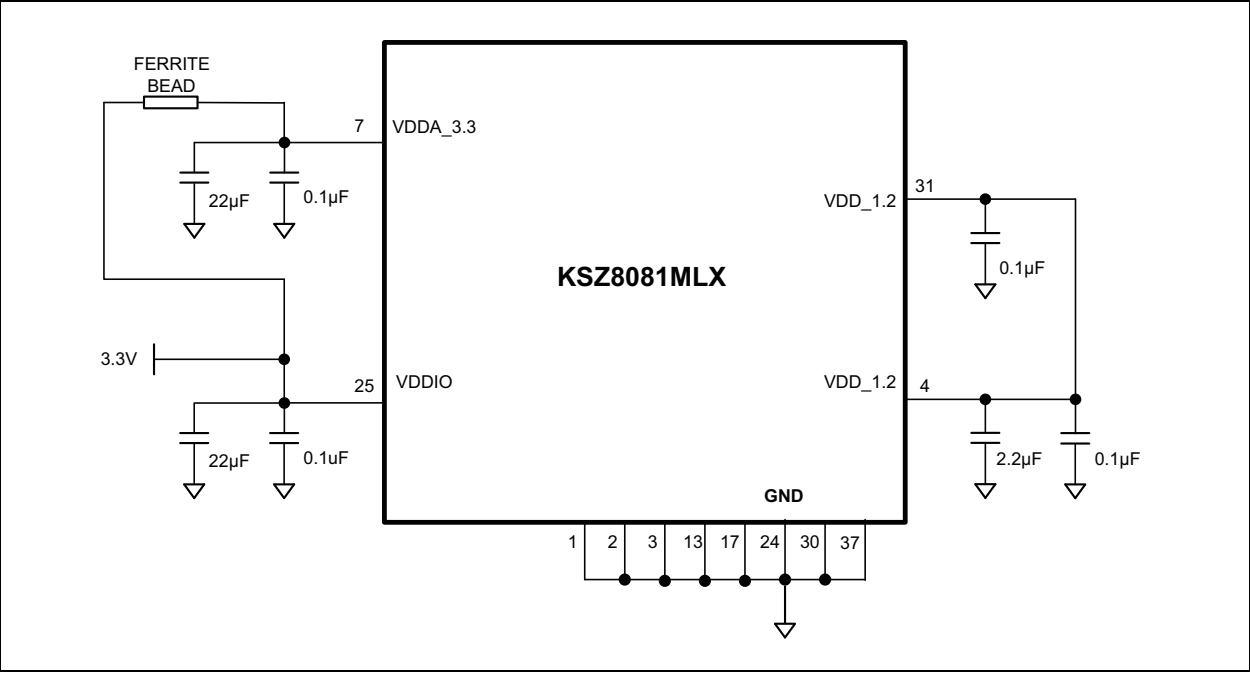 FERRITE
BEAD
7
VDDA_3.3
22µF
0.1µF
31
VDD_1.2
0.1µF
KSZ8081MLX
3.3V
25
VDDIO
VDD_1.2
4
22µF
0.1uF
2.2µF
0.1µF
GND
1 2 3 13 17 24 30 37